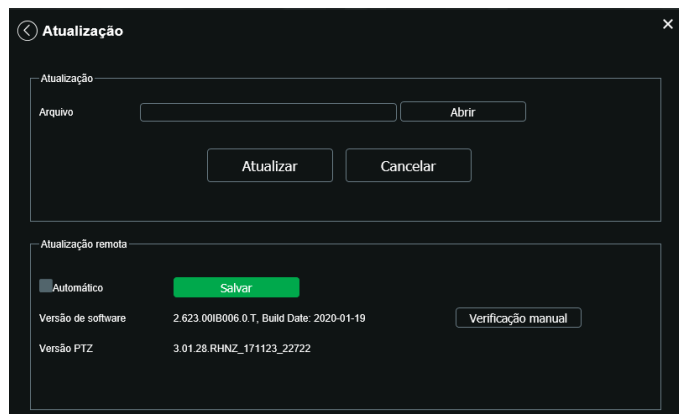 Atualização
Atualização
Arquivo Abrir
Atualizar Cancelar
Atualização remota
Automático Salvar
Versão de software 2.623.00IB006.0.T, Build Date: 2020-01-19 Verificação manual
Versão PTZ 3.01.28.RHNZ_171123_22722